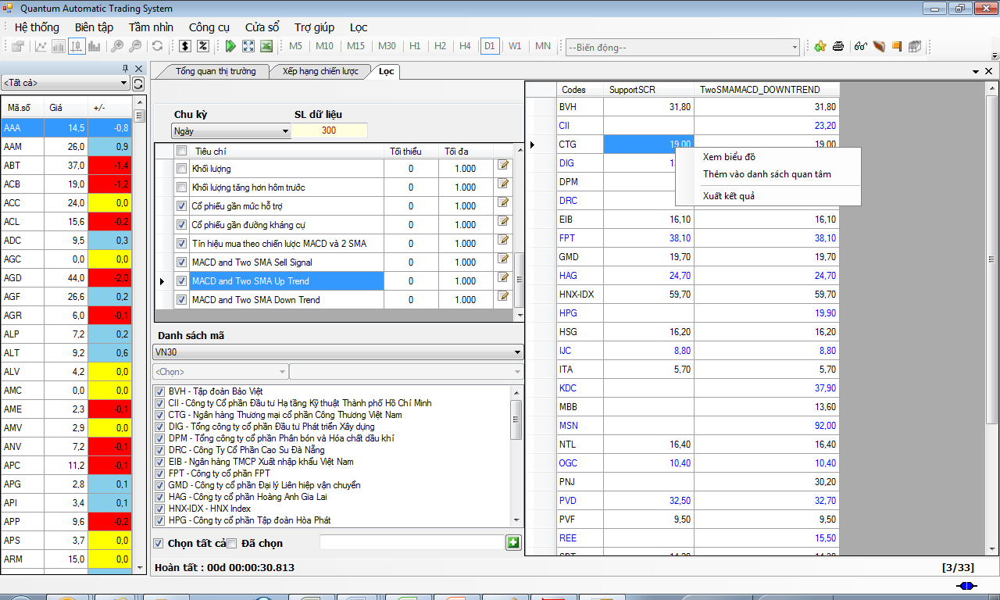 Quantum Automatic Trading System
Hệ thống Biên tập Tầm nhìn Công cụ Cửa sổ Trợ giúp Lọc
$ % M5 M10 M15 M30 H1 H2 H4 D1 W1 MN --Biến động--
<Tất cả>
Mã số Giá +/-
AAA 14,5 -0,8
AAM 26,0 0,9
ABT 37,0 -1,4
ACB 19,0 -1,2
ACC 24,0 0,0
ACL 15,6 -0,2
ADC 9,5 0,3
AGC 0,0 0,0
AGD 44,0 -2,0
AGF 26,6 0,2
AGR 6,0 -0,1
ALP 7,2 0,2
ALT 9,2 0,6
ALV 4,2 0,0
AMC 0,0 0,0
AME 2,3 -0,1
AMV 2,9 0,0
ANV 7,2 -0,1
APC 11,2 -0,1
APG 2,8 0,1
API 3,4 0,1
APP 9,6 -0,2
APS 3,7 0,0
ARM 15,0 0,0
Tổng quan thị trường Xếp hạng chiến lược Lọc
Chu kỳ SL dữ liệu
Ngày 300
Tiêu chí Tối thiểu Tối đa
Khối lượng 0 1.000
Khối lượng tăng hơn hôm trước 0 1.000
Cổ phiếu gần mức hỗ trợ 0 1.000
Cổ phiếu gần đường kháng cự 0 1.000
Tín hiệu mua theo chiến lược MACD và 2 SMA 0 1.000
MACD and Two SMA Sell Signal 0 1.000
MACD and Two SMA Up Trend 0 1.000
MACD and Two SMA Down Trend 0 1.000
Danh sách mã
VN30
<Chọn>
BVH - Tập đoàn Bảo Việt
CII - Công ty Cổ phần Đầu tư Hạ tầng Kỹ thuật Thành phố Hồ Chí Minh
CTG - Ngân hàng Thương mại cổ phần Công Thương Việt Nam
DIG - Tổng công ty cổ phần Đầu tư Phát triển Xây dựng
DPM - Tổng công ty cổ phần Phân bón và Hóa chất dầu khí
DRC - Công Ty Cổ Phần Cao Su Đà Nẵng
EIB - Ngân hàng TMCP Xuất nhập khẩu Việt Nam
FPT - Công ty cổ phần FPT
GMD - Công ty cổ phần Đại lý Liên hiệp vận chuyển
HAG - Công ty cổ phần Hoàng Anh Gia Lai
HNX-IDX - HNX Index
HPG - Công ty cổ phần Tập đoàn Hòa Phát
Chọn tất cả Đã chọn
Hoàn tất : 00d 00:00:30.813
Codes SupportSCR TwoSMAMACD_DOWNTREND
BVH 31,80 31,80
CII 23,20
CTG 19,00 19,00
DIG
DPM
DRC
Xem biểu đồ
Thêm vào danh sách quan tâm
Xuất kết quả
EIB 16,10 16,10
FPT 38,10 38,10
GMD 19,70 19,70
HAG 24,70 24,70
HNX-IDX 59,70 59,70
HPG 19,90
HSG 16,20 16,20
IJC 8,80 8,80
ITA 5,70 5,70
KDC 37,90
MBB 13,60
MSN 92,00
NTL 16,40 16,40
OGC 10,40 10,40
PNJ 30,20
PVD 32,50 32,70
PVF 9,50 9,50
REE 15,50
[3/33]